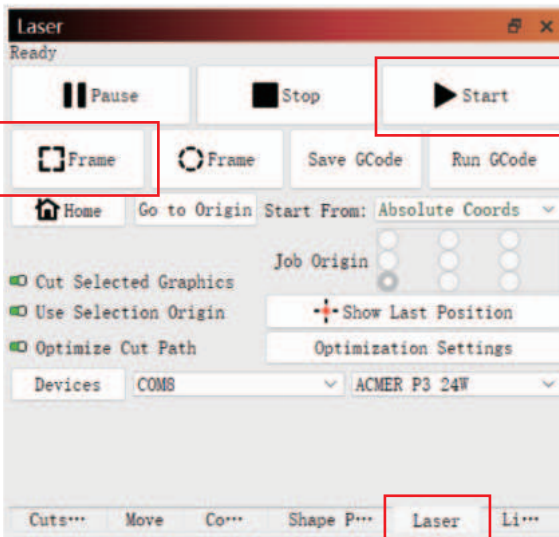 Laser
Ready
Pause Stop Start
Frame Frame Save GCode Run GCode
Home Go to Origin Start From: Absolute Coords
Job Origin
Cut Selected Graphics
Use Selection Origin Show Last Position
Optimize Cut Path Optimization Settings
Devices COM8 ACMER P3 24W
Cuts··· Move Co··· Shape P··· Laser Li···